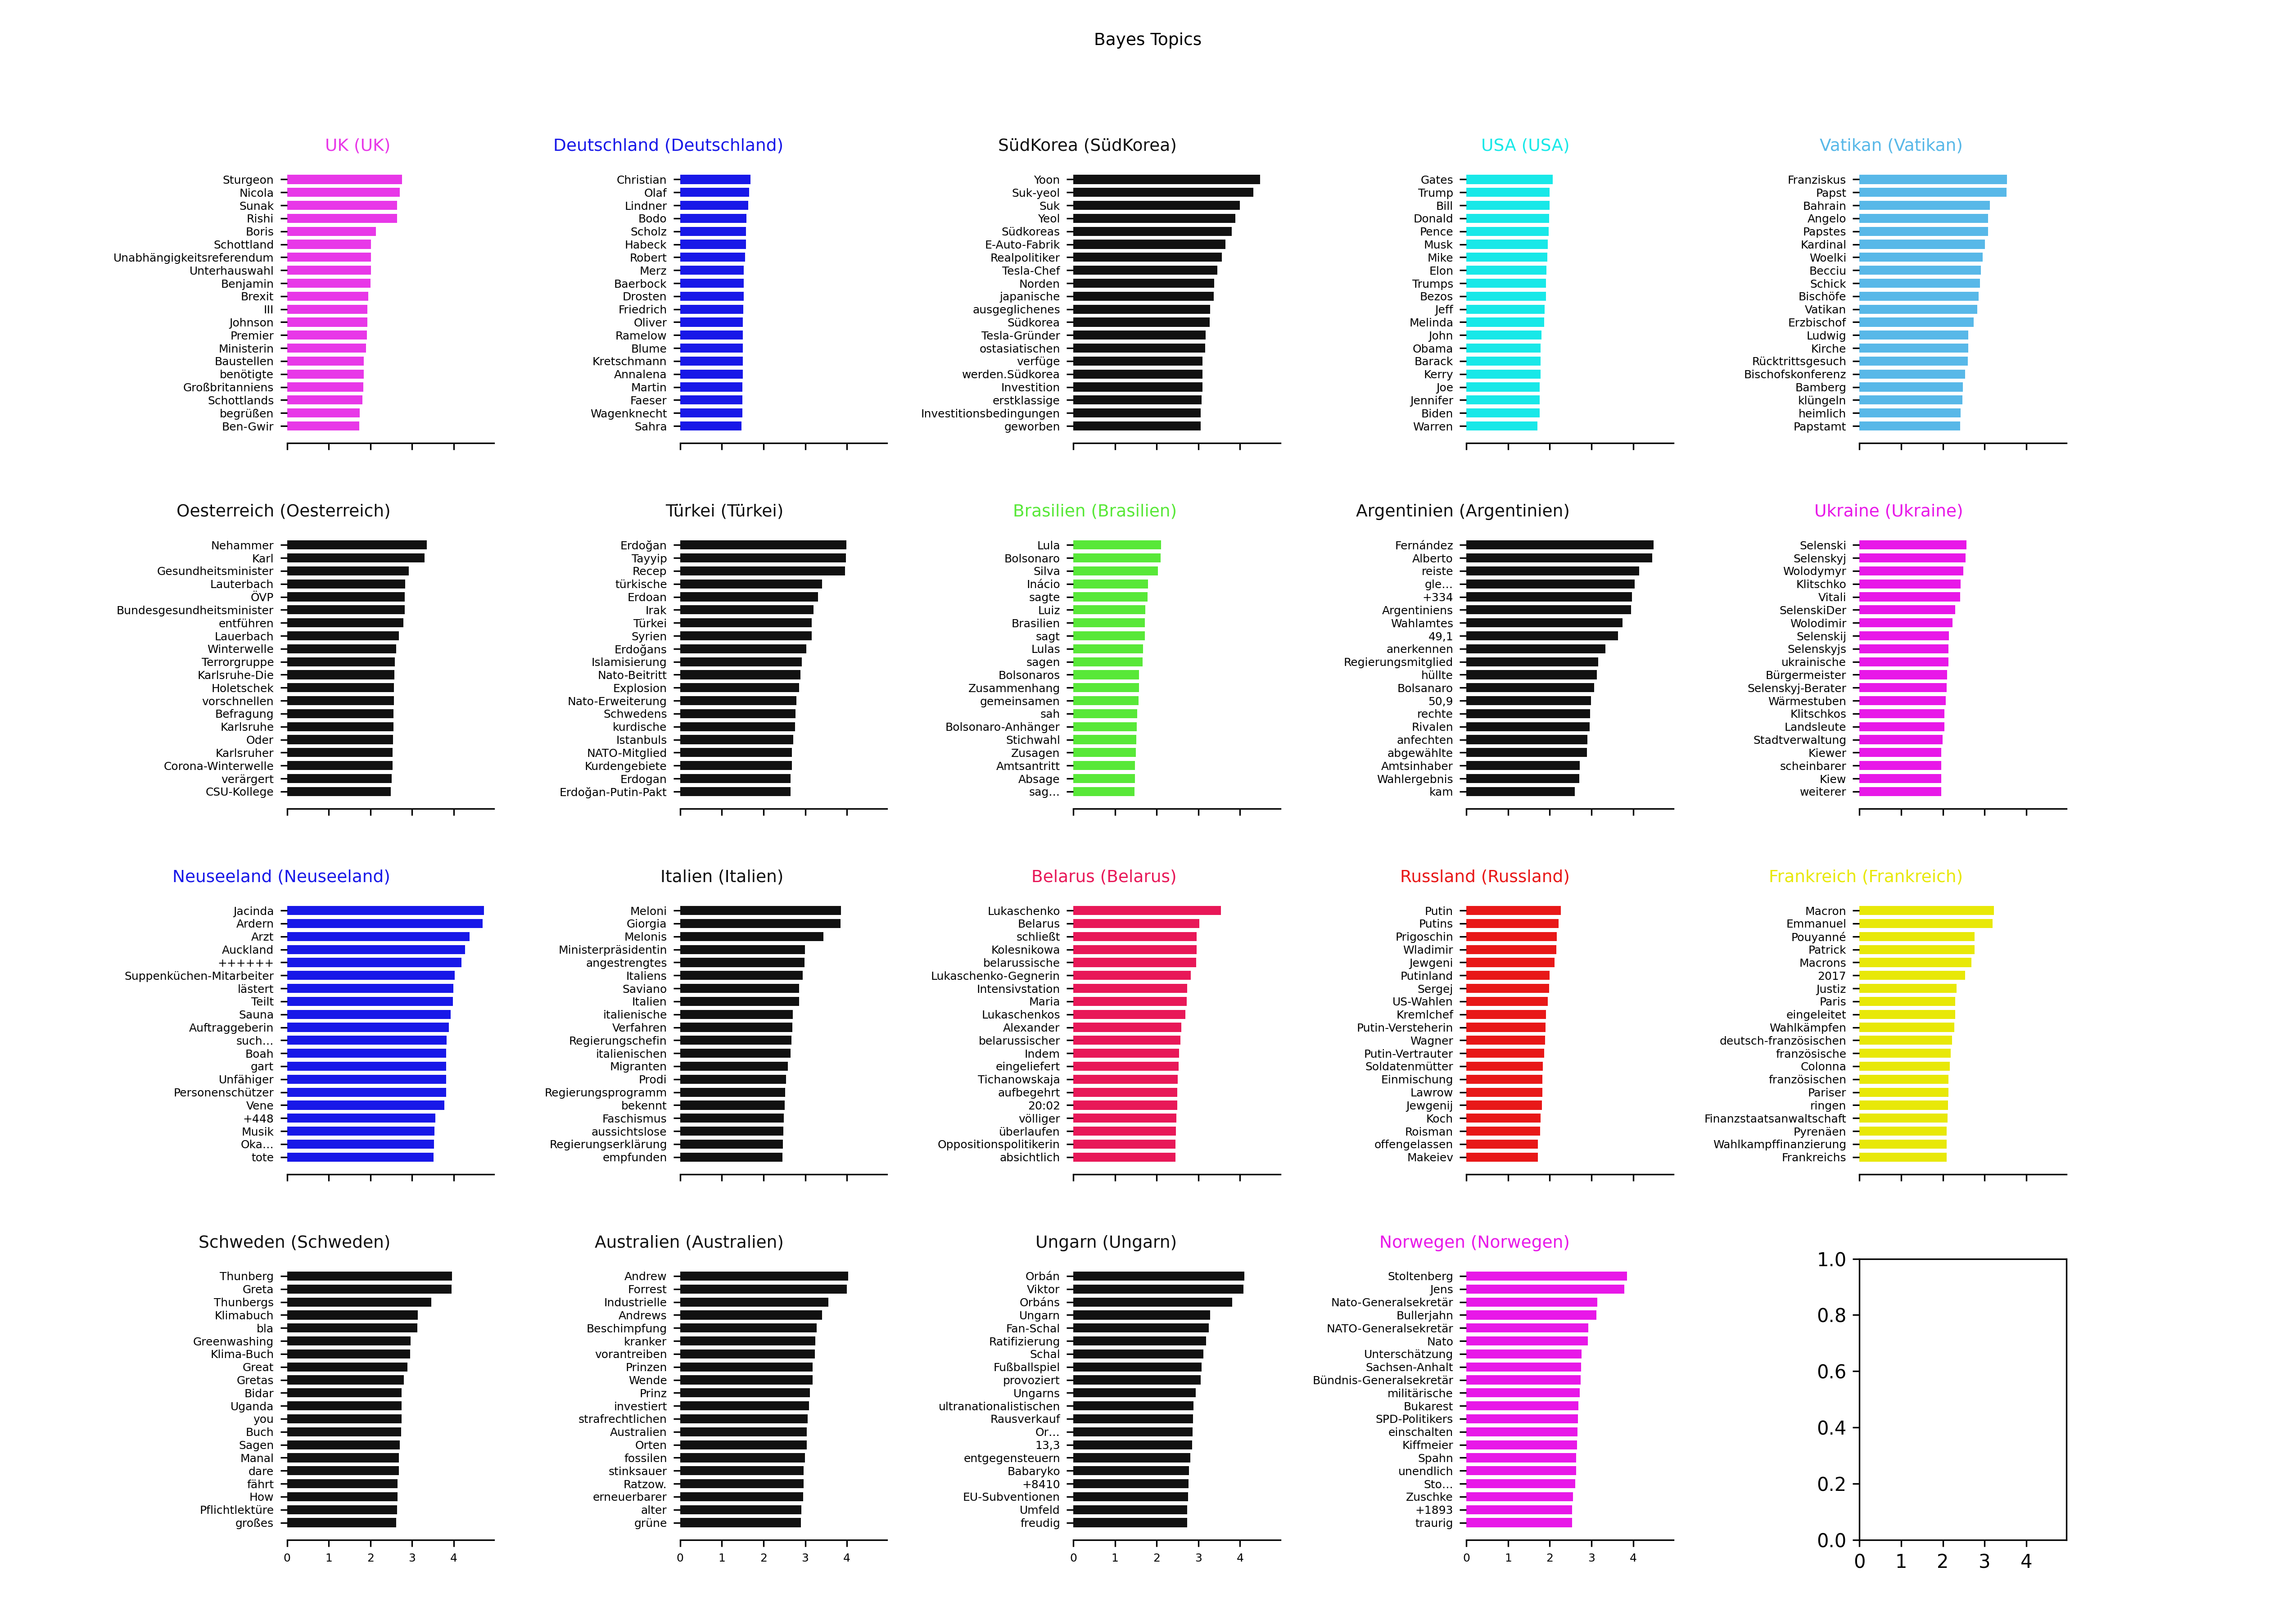 Bayes Topics
UK (UK)
Sturgeon
Nicola
Sunak
Rishi
Boris
Schottland
Unabhängigkeitsreferendum
Unterhauswahl
Benjamin
Brexit
III
Johnson
Premier
Ministerin
Baustellen
benötigte
Großbritanniens
Schottlands
begrüßen
Ben-Gwir
Deutschland (Deutschland)
Christian
Olaf
Lindner
Bodo
Scholz
Habeck
Robert
Merz
Baerbock
Drosten
Friedrich
Oliver
Ramelow
Blume
Kretschmann
Annalena
Martin
Faeser
Wagenknecht
Sahra
SüdKorea (SüdKorea)
Yoon
Suk-yeol
Suk
Yeol
Südkoreas
E-Auto-Fabrik
Realpolitiker
Tesla-Chef
Norden
japanische
ausgeglichenes
Südkorea
Tesla-Gründer
ostasiatischen
verfüge
werden.Südkorea
Investition
erstklassige
Investitionsbedingungen
geworben
USA (USA)
Gates
Trump
Bill
Donald
Pence
Musk
Mike
Elon
Trumps
Bezos
Jeff
Melinda
John
Obama
Barack
Kerry
Joe
Jennifer
Biden
Warren
Vatikan (Vatikan)
Franziskus
Papst
Bahrain
Angelo
Papstes
Kardinal
Woelki
Becciu
Schick
Bischöfe
Vatikan
Erzbischof
Ludwig
Kirche
Rücktrittsgesuch
Bischofskonferenz
Bamberg
klüngeln
heimlich
Papstamt
Oesterreich (Oesterreich)
Nehammer
Karl
Gesundheitsminister
Lauterbach
ÖVP
Bundesgesundheitsminister
entführen
Lauerbach
Winterwelle
Terrorgruppe
Karlsruhe-Die
Holetschek
vorschnellen
Befragung
Karlsruhe
Oder
Karlsruher
Corona-Winterwelle
verärgert
CSU-Kollege
Türkei (Türkei)
Erdoğan
Tayyip
Recep
türkische
Erdoan
Irak
Türkei
Syrien
Erdoğans
Islamisierung
Nato-Beitritt
Explosion
Nato-Erweiterung
Schwedens
kurdische
Istanbuls
NATO-Mitglied
Kurdengebiete
Erdogan
Erdoğan-Putin-Pakt
Brasilien (Brasilien)
Lula
Bolsonaro
Silva
Inácio
sagte
Luiz
Brasilien
sagt
Lulas
sagen
Bolsonaros
Zusammenhang
gemeinsamen
sah
Bolsonaro-Anhänger
Stichwahl
Zusagen
Amtsantritt
Absage
sag...
Argentinien (Argentinien)
Fernández
Alberto
reiste
gle...
+334
Argentiniens
Wahlamtes
49,1
anerkennen
Regierungsmitglied
hüllte
Bolsanaro
50,9
rechte
Rivalen
anfechten
abgewählte
Amtsinhaber
Wahlergebnis
kam
Ukraine (Ukraine)
Selenski
Selenskyj
Wolodymyr
Klitschko
Vitali
SelenskiDer
Wolodimir
Selenskij
Selenskyjs
ukrainische
Bürgermeister
Selenskyj-Berater
Wärmestuben
Klitschkos
Landsleute
Stadtverwaltung
Kiewer
scheinbarer
Kiew
weiterer
Neuseeland (Neuseeland)
Jacinda
Ardern
Arzt
Auckland
++++++
Suppenküchen-Mitarbeiter
lästert
Teilt
Sauna
Auftraggeberin
such...
Boah
gart
Unfähiger
Personenschützer
Vene
+448
Musik
Oka...
tote
Italien (Italien)
Meloni
Giorgia
Melonis
Ministerpräsidentin
angestrengtes
Italiens
Saviano
Italien
italienische
Verfahren
Regierungschefin
italienischen
Migranten
Prodi
Regierungsprogramm
bekennt
Faschismus
aussichtslose
Regierungserklärung
empfunden
Belarus (Belarus)
Lukaschenko
Belarus
schließt
Kolesnikowa
belarussische
Lukaschenko-Gegnerin
Intensivstation
Maria
Lukaschenkos
Alexander
belarussischer
Indem
eingeliefert
Tichanowskaja
aufbegehrt
20:02
völliger
überlaufen
Oppositionspolitikerin
absichtlich
Russland (Russland)
Putin
Putins
Prigoschin
Wladimir
Jewgeni
Putinland
Sergej
US-Wahlen
Kremlchef
Putin-Versteherin
Wagner
Putin-Vertrauter
Soldatenmütter
Einmischung
Lawrow
Jewgenij
Koch
Roisman
offengelassen
Makeiev
Frankreich (Frankreich)
Macron
Emmanuel
Pouyanné
Patrick
Macrons
2017
Justiz
Paris
eingeleitet
Wahlkämpfen
deutsch-französischen
französische
Colonna
französischen
Pariser
ringen
Finanzstaatsanwaltschaft
Pyrenäen
Wahlkampffinanzierung
Frankreichs
Schweden (Schweden)
Thunberg
Greta
Thunbergs
Klimabuch
bla
Greenwashing
Klima-Buch
Great
Gretas
Bidar
Uganda
you
Buch
Sagen
Manal
dare
fährt
How
Pflichtlektüre
großes
0 1 2 3 4
Australien (Australien)
Andrew
Forrest
Industrielle
Andrews
Beschimpfung
kranker
vorantreiben
Prinzen
Wende
Prinz
investiert
strafrechtlichen
Australien
Orten
fossilen
stinksauer
Ratzow.
erneuerbarer
alter
grüne
0 1 2 3 4
Ungarn (Ungarn)
Orbán
Viktor
Orbáns
Ungarn
Fan-Schal
Ratifizierung
Schal
Fußballspiel
provoziert
Ungarns
ultranationalistischen
Rausverkauf
Or...
13,3
entgegensteuern
Babaryko
+8410
EU-Subventionen
Umfeld
freudig
0 1 2 3 4
Norwegen (Norwegen)
Stoltenberg
Jens
Nato-Generalsekretär
Bullerjahn
NATO-Generalsekretär
Nato
Unterschätzung
Sachsen-Anhalt
Bündnis-Generalsekretär
militärische
Bukarest
SPD-Politikers
einschalten
Kiffmeier
Spahn
unendlich
Sto...
Zuschke
+1893
traurig
0 1 2 3 4
1.0
0.8
0.6
0.4
0.2
0.0
0 1 2 3 4